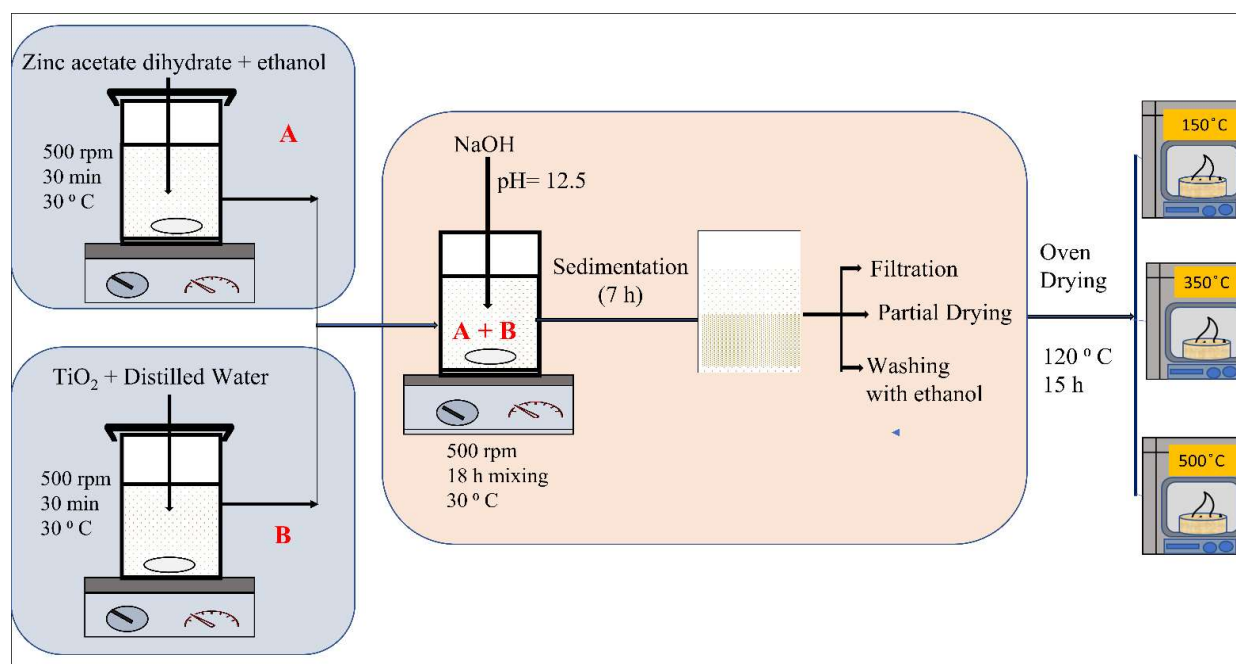 Zinc acetate dihydrate + ethanol
A
500 rpm
30 min
30 ° C
TiO₂ + Distilled Water
500 rpm
30 min
30 ° C
B
NaOH
pH= 12.5
A + B
500 rpm
18 h mixing
30 ° C
Sedimentation
(7 h)
Filtration
Partial Drying
Washing
with ethanol
Oven
Drying
120 ° C
15 h
150˚C
350˚C
500˚C